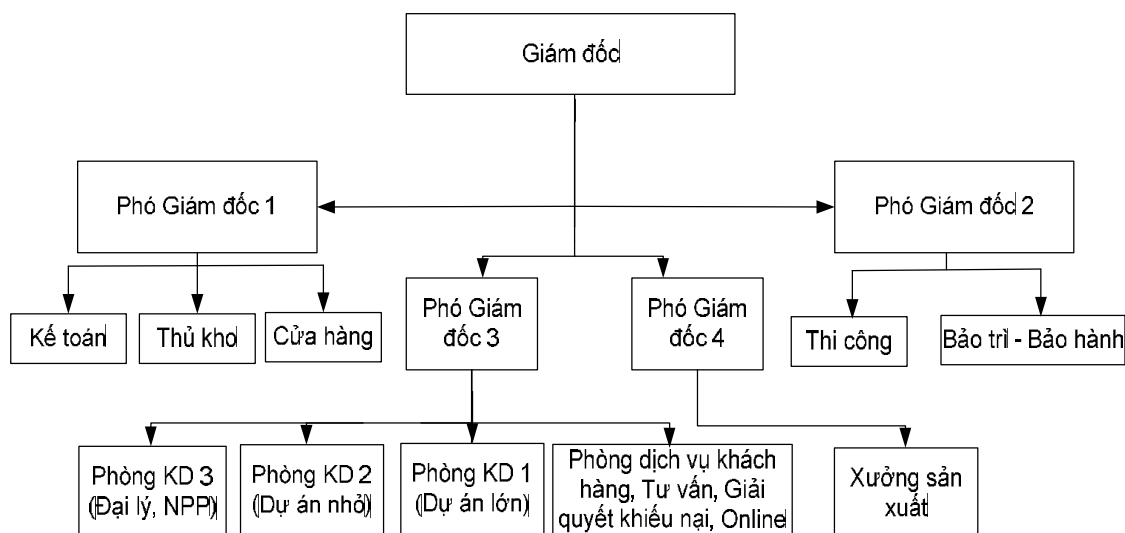 Giám đốc
Phó Giám đốc 1
Phó Giám đốc 2
Kế toán
Thủ kho
Cửa hàng
Phó Giám
đốc 3
Phó Giám
đốc 4
Thi công
Bảo trì - Bảo hành
Phòng KD 3
(Đại lý, NPP)
Phòng KD 2
(Dự án nhỏ)
Phòng KD 1
(Dự án lớn)
Phòng dịch vụ khách
hàng, Tư vấn, Giải
quyết khiếu nại, Online
Xưởng sản
xuất